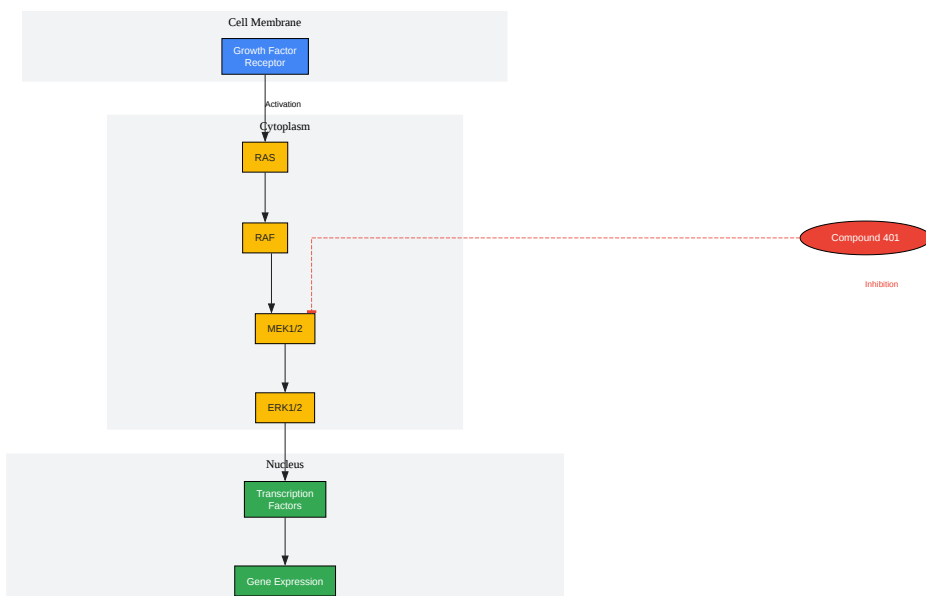 Cell Membrane
Growth Factor
Receptor
Activation
Cytoplasm
RAS
RAF
Compound 401
Inhibition
MEK1/2
ERK1/2
Nucleus
Transcription
Factors
Gene Expression